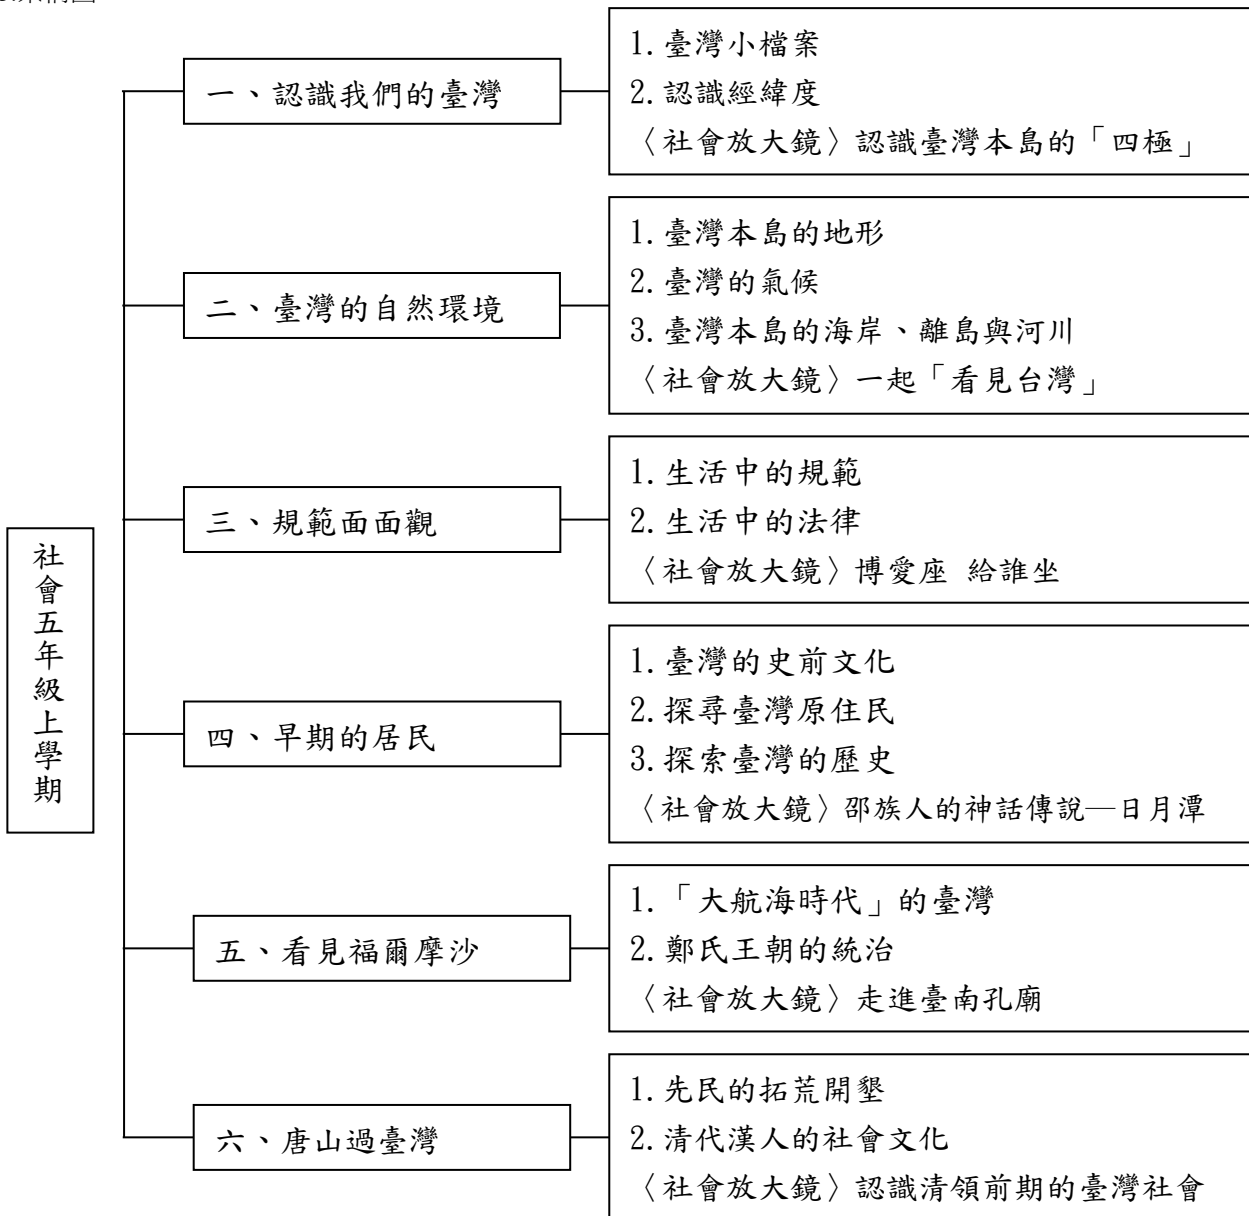 社會五年級上學期
一、認識我們的臺灣
1.臺灣小檔案
2.認識經緯度
〈社會放大鏡〉認識臺灣本島的「四極」
二、臺灣的自然環境
1.臺灣本島的地形
2.臺灣的氣候
3.臺灣本島的海岸、離島與河川
〈社會放大鏡〉一起「看見台灣」
三、規範面面觀
1.生活中的規範
2.生活中的法律
〈社會放大鏡〉博愛座 給誰坐
四、早期的居民
1.臺灣的史前文化
2.探尋臺灣原住民
3.探索臺灣的歷史
〈社會放大鏡〉邵族人的神話傳說─日月潭
五、看見福爾摩沙
1.「大航海時代」的臺灣
2.鄭氏王朝的統治
〈社會放大鏡〉走進臺南孔廟
六、唐山過臺灣
1.先民的拓荒開墾
2.清代漢人的社會文化
〈社會放大鏡〉認識清領前期的臺灣社會